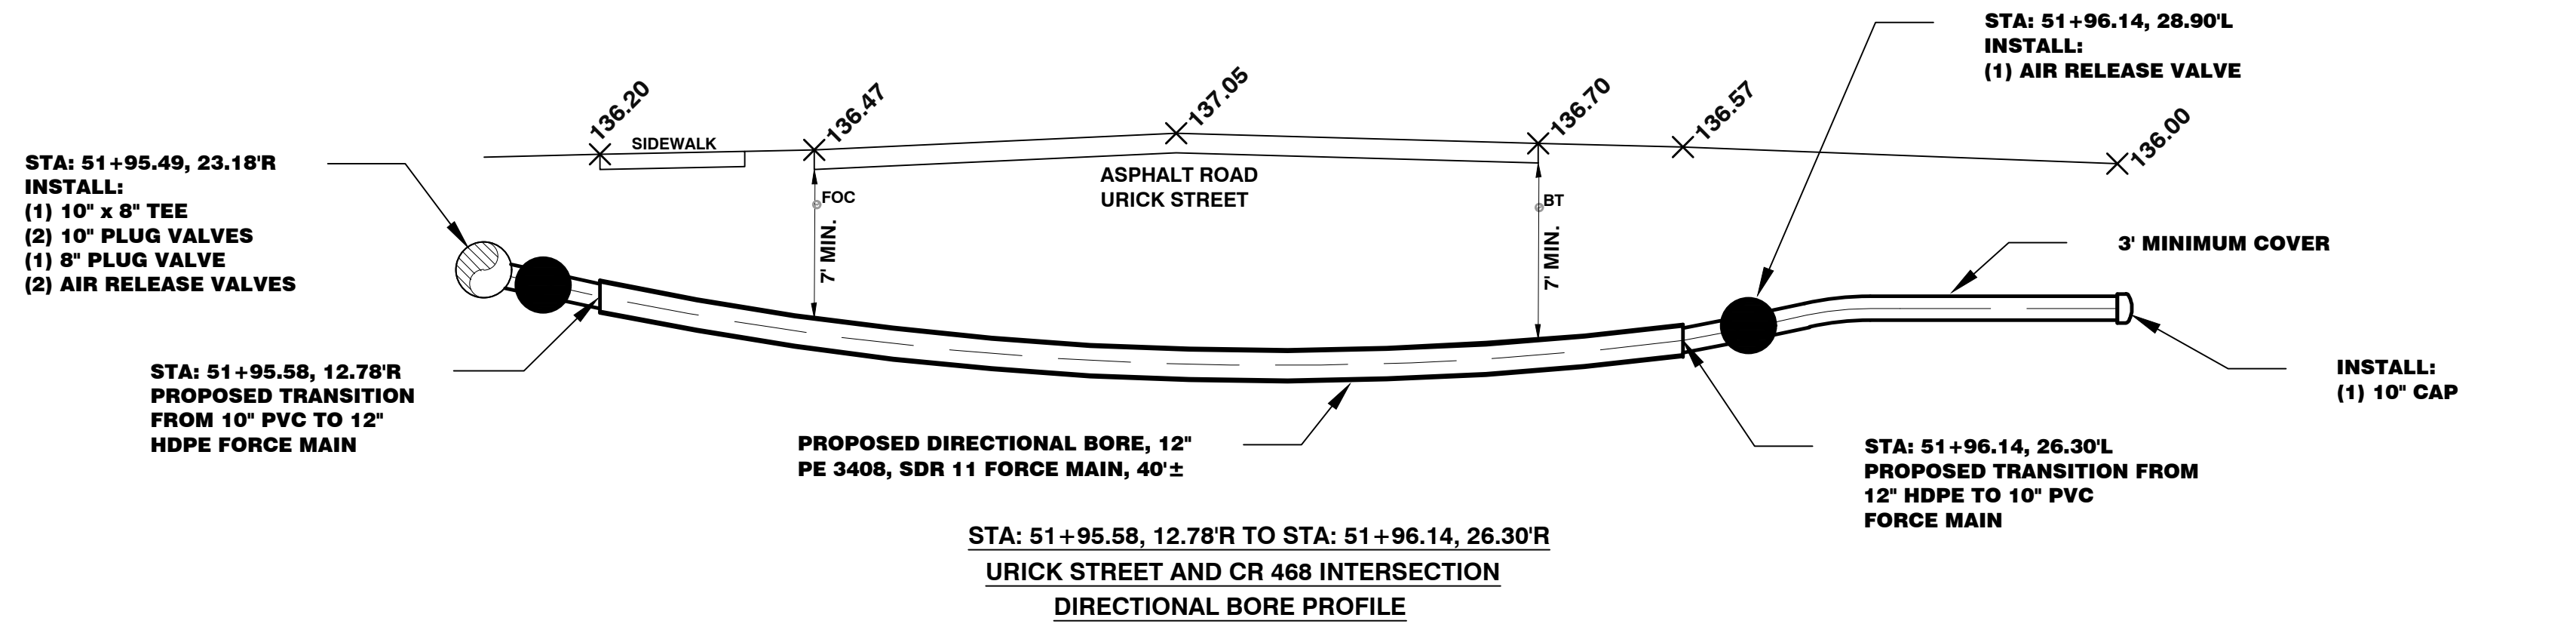 STA: 51+96.14, 28.90'L
INSTALL:
(1) AIR RELEASE VALVE
136.20
136.47
137.05
136.70
136.57
136.00
SIDEWALK
STA: 51+95.49, 23.18'R
INSTALL:
(1) 10" x 8" TEE
(2) 10" PLUG VALVES
(1) 8" PLUG VALVE
(2) AIR RELEASE VALVES
ASPHALT ROAD
URICK STREET
FOC
7' MIN.
BT
7' MIN.
3' MINIMUM COVER
STA: 51+95.58, 12.78'R
PROPOSED TRANSITION
FROM 10" PVC TO 12"
HDPE FORCE MAIN
INSTALL:
(1) 10" CAP
PROPOSED DIRECTIONAL BORE, 12"
PE 3408, SDR 11 FORCE MAIN, 40'±
STA: 51+96.14, 26.30'L
PROPOSED TRANSITION FROM
12" HDPE TO 10" PVC
FORCE MAIN
STA: 51+95.58, 12.78'R TO STA: 51+96.14, 26.30'R
URICK STREET AND CR 468 INTERSECTION
DIRECTIONAL BORE PROFILE